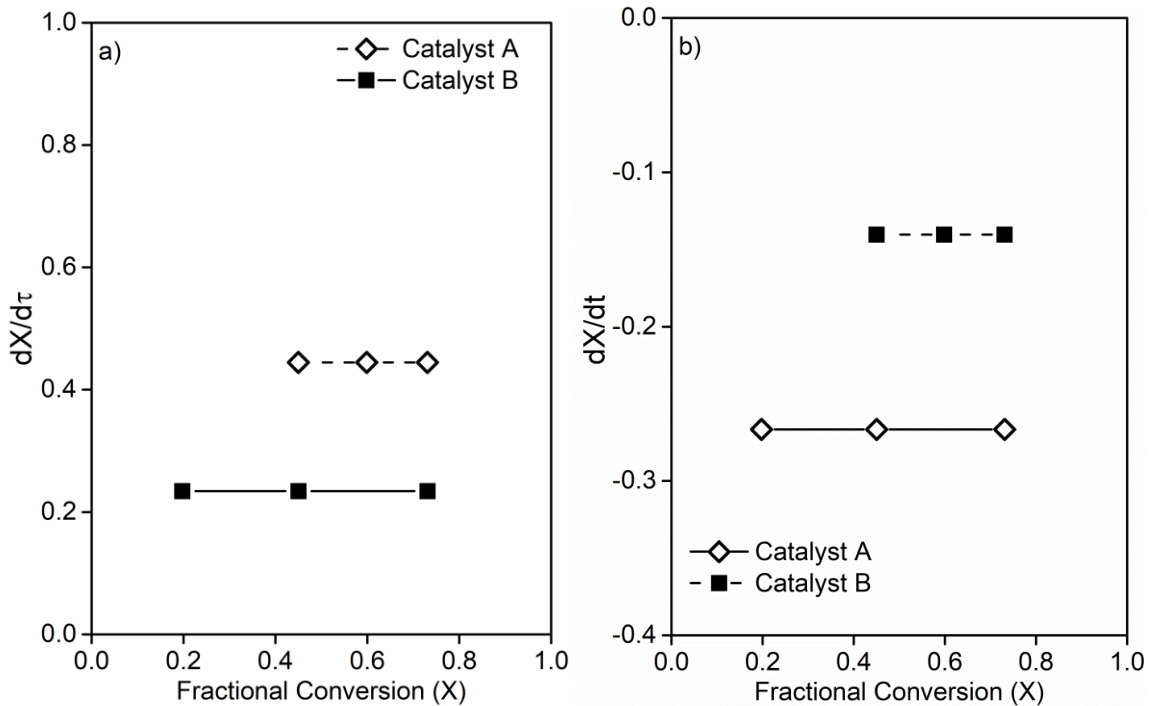 a)
Catalyst A
Catalyst B
1.0
0.8
0.6
0.4
0.2
0.0
dX/dτ
0.0 0.2 0.4 0.6 0.8 1.0
Fractional Conversion (X)
b)
0.0
-0.1
-0.2
-0.3
-0.4
dX/dt
Catalyst A
Catalyst B
0.0 0.2 0.4 0.6 0.8 1.0
Fractional Conversion (X)